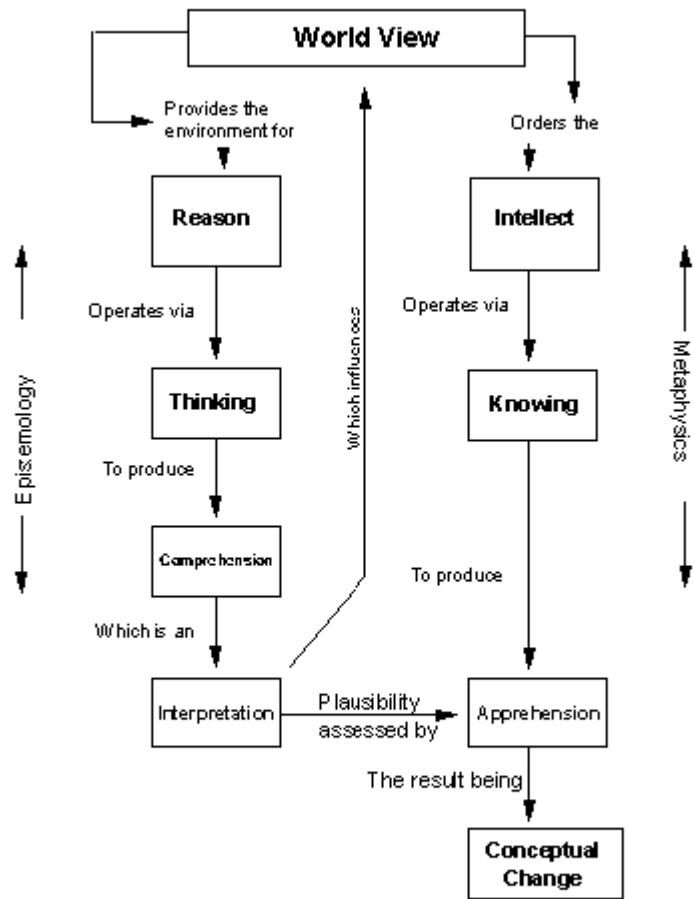 World View
Provides the
environment for
Orders the
Reason
Intellect
Operates via
Operates via
Which influences
Epistemology
Metaphysics
Thinking
Knowing
To produce
Comprehension
To produce
Which is an
Interpretation
Plausibility
assessed by
Apprehension
The result being
Conceptual
Change